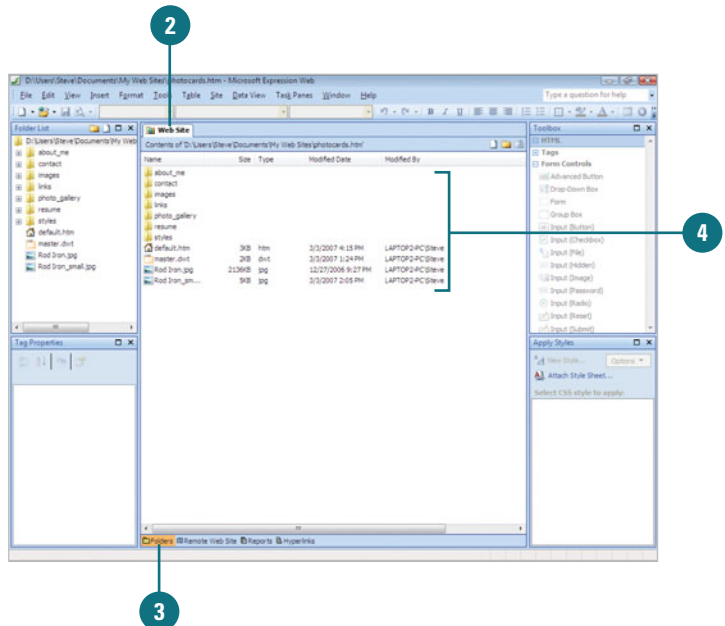 2
D:\Users\Steve\Documents\My Web Sites\photocards.htm - Microsoft Expression Web
File Edit View Insert Format Tools Table Site Data View Task Panes Window Help
Type a question for help
Folder List
D:\Users\Steve\Documents\My Web
about_me
contact
images
links
photo_gallery
resume
styles
default.htm
master.dwt
Rod Iron.jpg
Rod Iron_small.jpg
Web Site
Contents of 'D:\Users\Steve\Documents\My Web Sites\photocards.htm'
Name Size Type Modified Date Modified By
about_me
contact
images
links
photo_gallery
resume
styles
default.htm 3KB htm 3/3/2007 4:15 PM LAPTOP2-PC\Steve
master.dwt 2KB dwt 3/3/2007 1:24 PM LAPTOP2-PC\Steve
Rod Iron.jpg 2136KB jpg 12/27/2006 9:27 PM LAPTOP2-PC\Steve
Rod Iron_sm... 5KB jpg 3/3/2007 2:05 PM LAPTOP2-PC\Steve
4
Toolbox
HTML
Tags
Form Controls
Advanced Button
Drop-Down Box
Form
Group Box
Input (Button)
Input (Checkbox)
Input (File)
Input (Hidden)
Input (Image)
Input (Password)
Input (Radio)
Input (Reset)
Input (Submit)
Tag Properties
Apply Styles
New Style... Options
Attach Style Sheet...
Select CSS style to apply:
Folders Remote Web Site Reports Hyperlinks
3